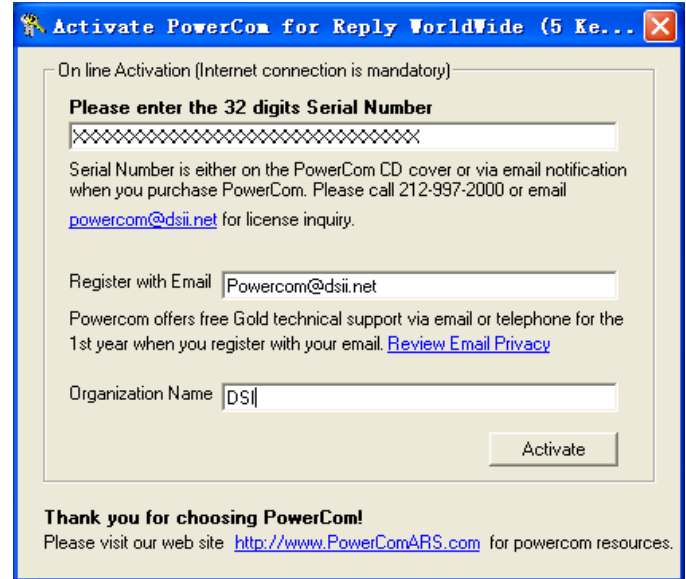 Activate PowerCom for Reply WorldWide (5 Ke...
On line Activation (Internet connection is mandatory)
Please enter the 32 digits Serial Number
XXXXXXXXXXXXXXXXXXXXXXXXXXXXXXXX
Serial Number is either on the PowerCom CD cover or via email notification
when you purchase PowerCom. Please call 212-997-2000 or email
powercom@dsii.net for license inquiry.
Register with Email Powercom@dsii.net
Powercom offers free Gold technical support via email or telephone for the
1st year when you register with your email. Review Email Privacy
Organization Name DSI
Activate
Thank you for choosing PowerCom!
Please visit our web site http://www.PowerComARS.com for powercom resources.